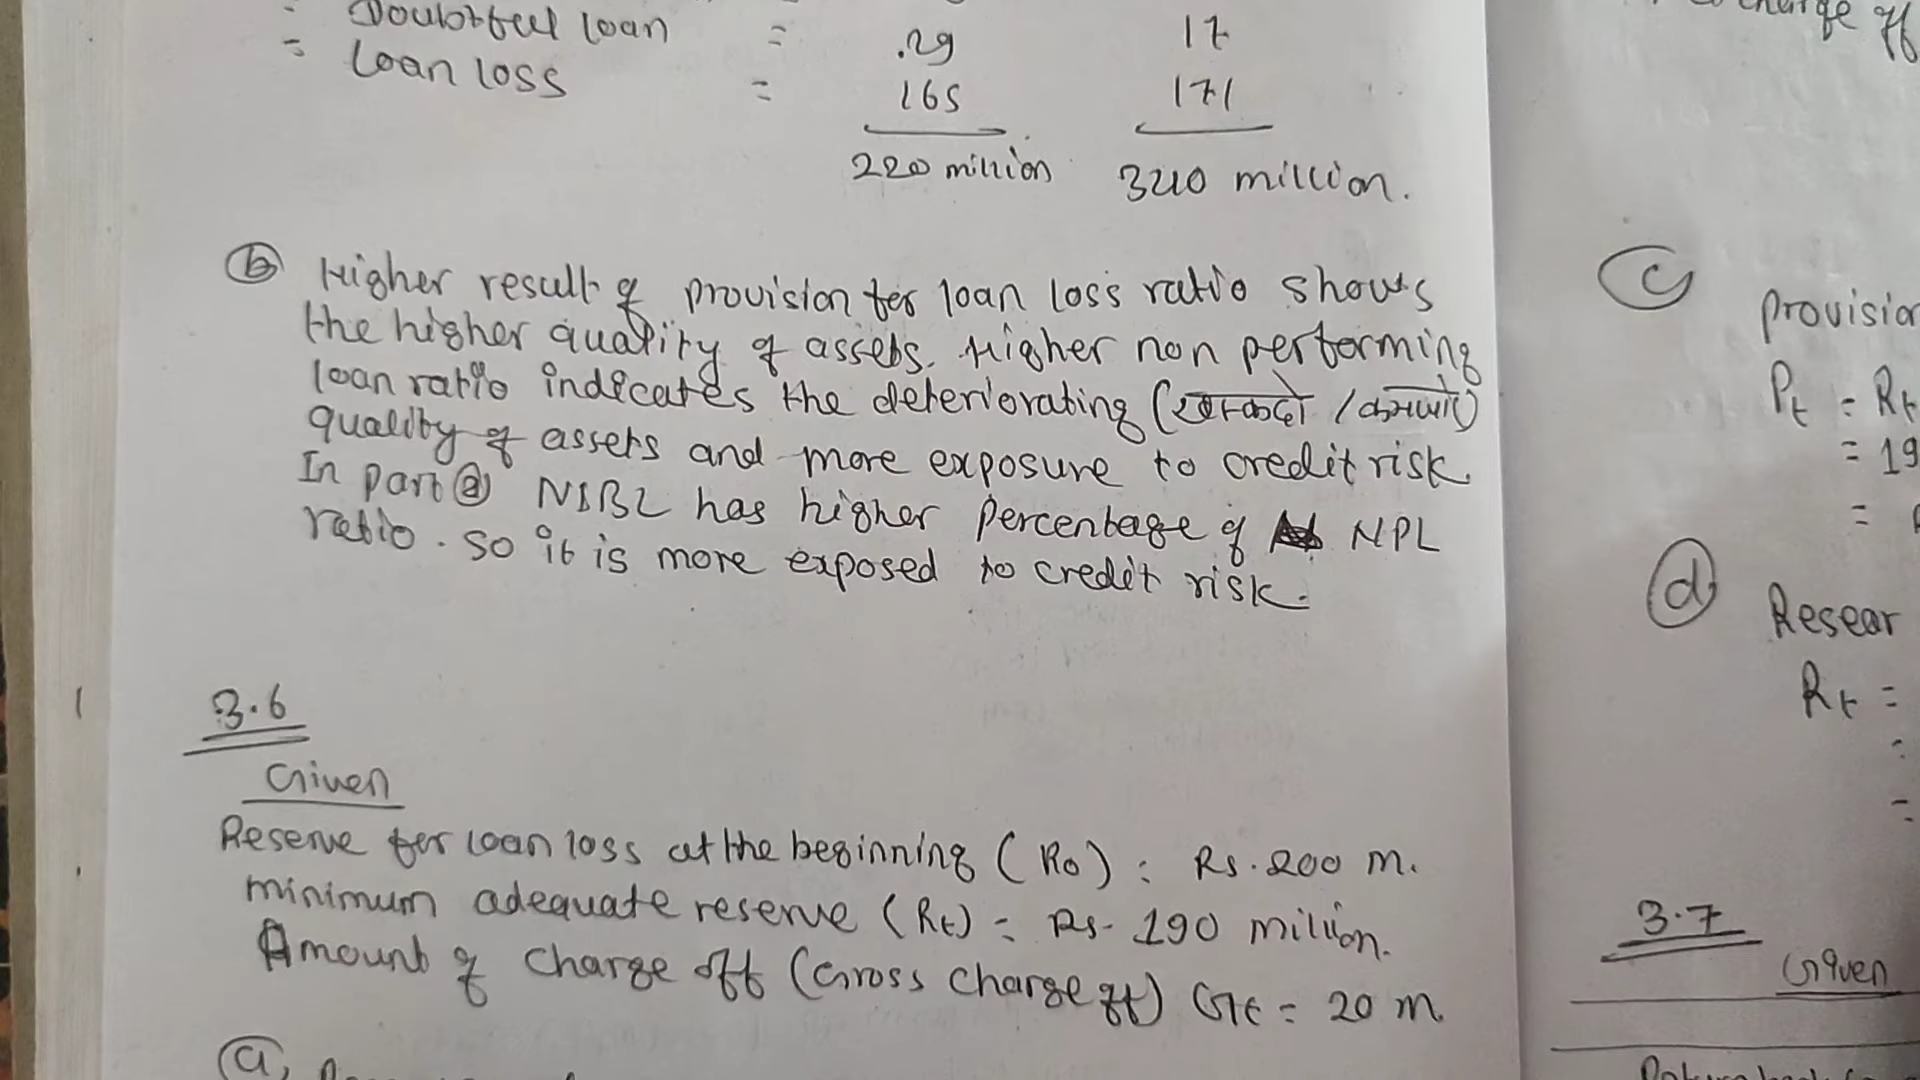 Doubtful loan = .29 17
= Loan loss = 165 171
220 million 340 million.
(b) Higher result of provision for loan loss ratio shows
the higher quality of assets. Higher non performing
loan ratio indicates the deteriorating (
quality of assets and more exposure to credit risk.
In part (a) NIBL has higher percentage of NPL
ratio. so it is more exposed to credit risk.
3.6
Given
Reserve for loan loss at the beginning (R0) : Rs. 200 m.
minimum adequate reserve (Rt) = Rs. 190 million.
Amount of charge off (Gross charge off) GTt = 20 m.
(a)
charge off
(c) provision
Pt = Rt
= 19
=
(d) Resear
Rt =
=
=
3.7
Given